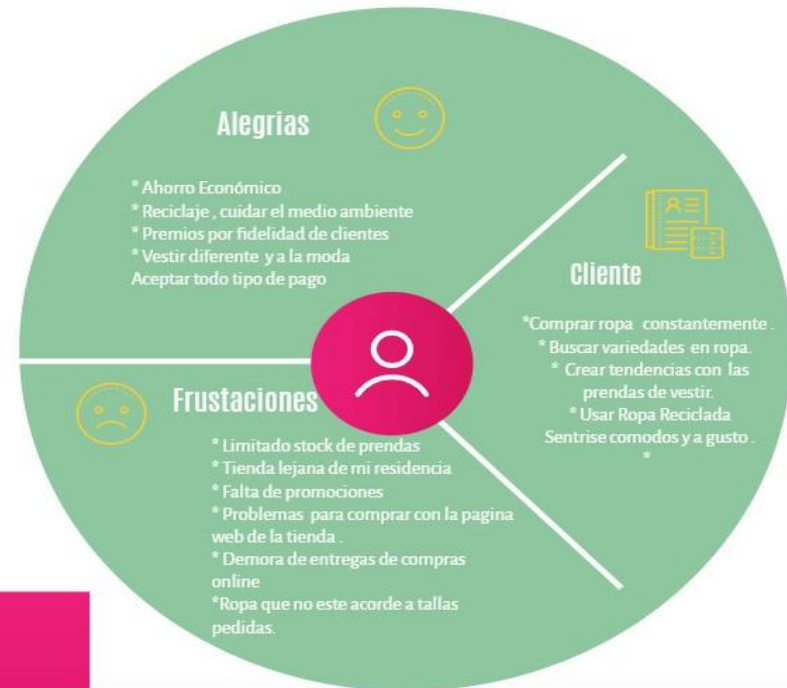 Alegrias
* Ahorro Económico
* Reciclaje , cuidar el medio ambiente
* Premios por fidelidad de clientes
* Vestir diferente y a la moda
Aceptar todo tipo de pago
Cliente
*Comprar ropa constantemente .
* Buscar variedades en ropa.
* Crear tendencias con las
prendas de vestir.
* Usar Ropa Reciclada
Sentrise comodos y a gusto .
*
Frustaciones
* Limitado stock de prendas
* Tienda lejana de mi residencia
* Falta de promociones
* Problemas para comprar con la pagina
web de la tienda .
* Demora de entregas de compras
online
*Ropa que no este acorde a tallas
pedidas.